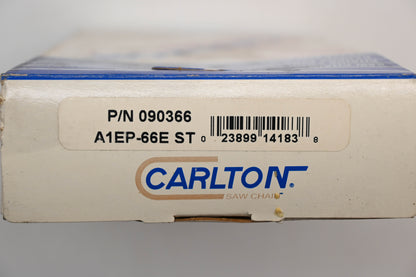 P/N 090366
A1EP-66E ST
0 23899 14183 8
CARLTON
SAW CHAIN